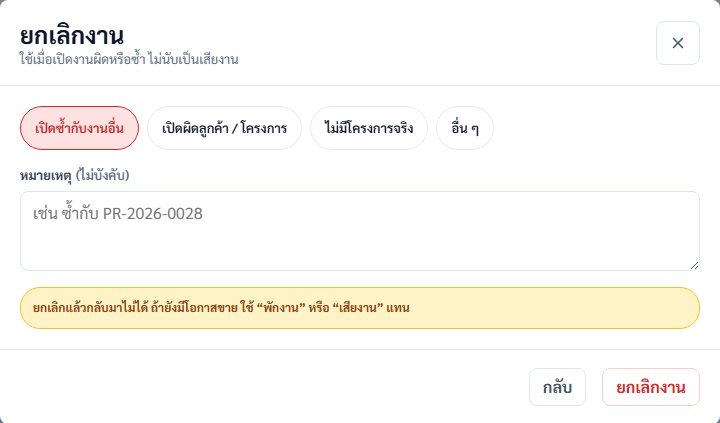 ยกเลิกงาน
ใช้เมื่อเปิดงานผิดหรือซ้ำ ไม่นับเป็นเสียงาน
เปิดซ้ำกับงานอื่น
เปิดผิดลูกค้า / โครงการ
ไม่มีโครงการจริง
อื่น ๆ
หมายเหตุ (ไม่บังคับ)
เช่น ซ้ำกับ PR-2026-0028
ยกเลิกแล้วกลับมาไม่ได้ ถ้ายังมีโอกาสขาย ใช้ “พักงาน” หรือ “เสียงาน” แทน
กลับ
ยกเลิกงาน